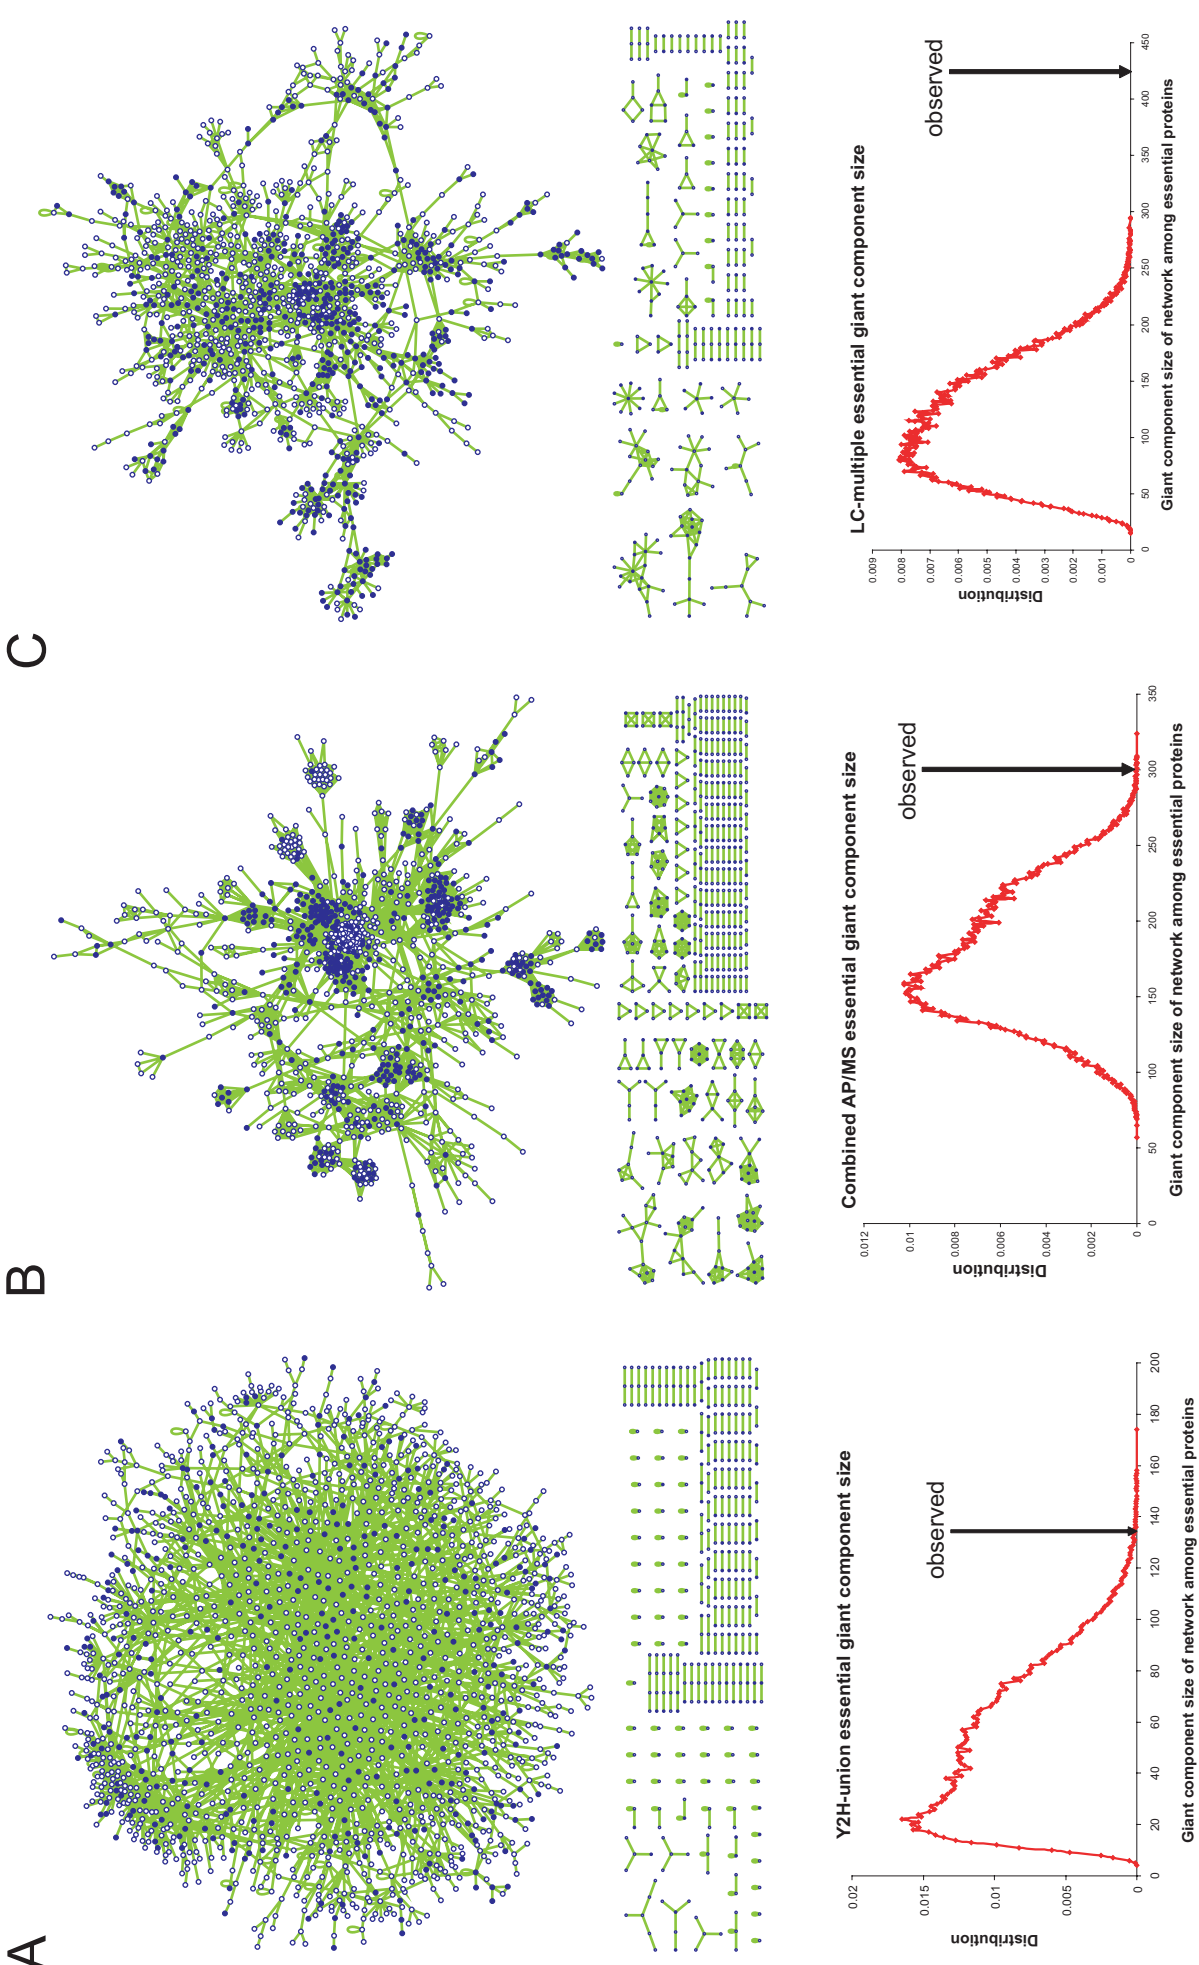 A
Y2H-union essential giant component size
observed
Distribution
0.02
0.015
0.01
0.005
0
0 20 40 60 80 100 120 140 160 180 200
Giant component size of network among essential proteins
B
Combined AP/MS essential giant component size
observed
Distribution
0.012
0.01
0.008
0.006
0.004
0.002
0
0 50 100 150 200 250 300 350
Giant component size of network among essential proteins
C
LC-multiple essential giant component size
observed
Distribution
0.009
0.008
0.007
0.006
0.005
0.004
0.003
0.002
0.001
0
0 50 100 150 200 250 300 350 400 450
Giant component size of network among essential proteins